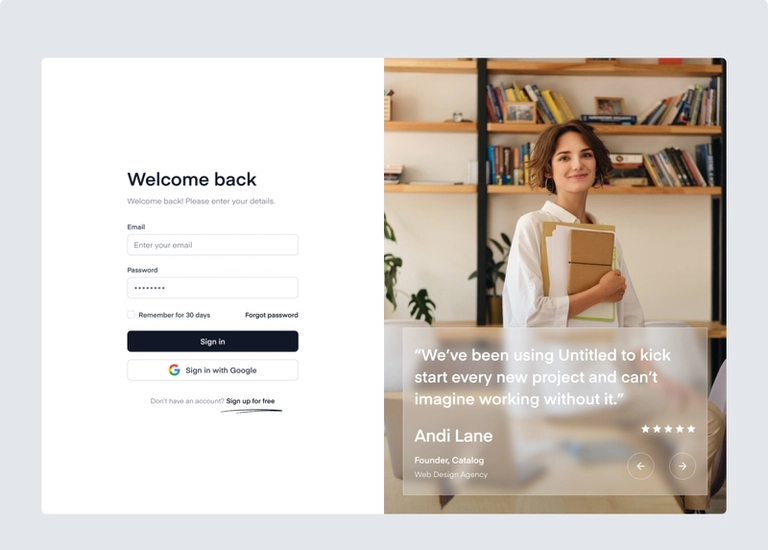 Welcome back
Welcome back! Please enter your details.
Email
Enter your email
Password
••••••••
Remember for 30 days
Forgot password
Sign in
Sign in with Google
Don't have an account? Sign up for free
“We’ve been using Untitled to kick
start every new project and can’t
imagine working without it.”
Andi Lane
Founder, Catalog
Web Design Agency